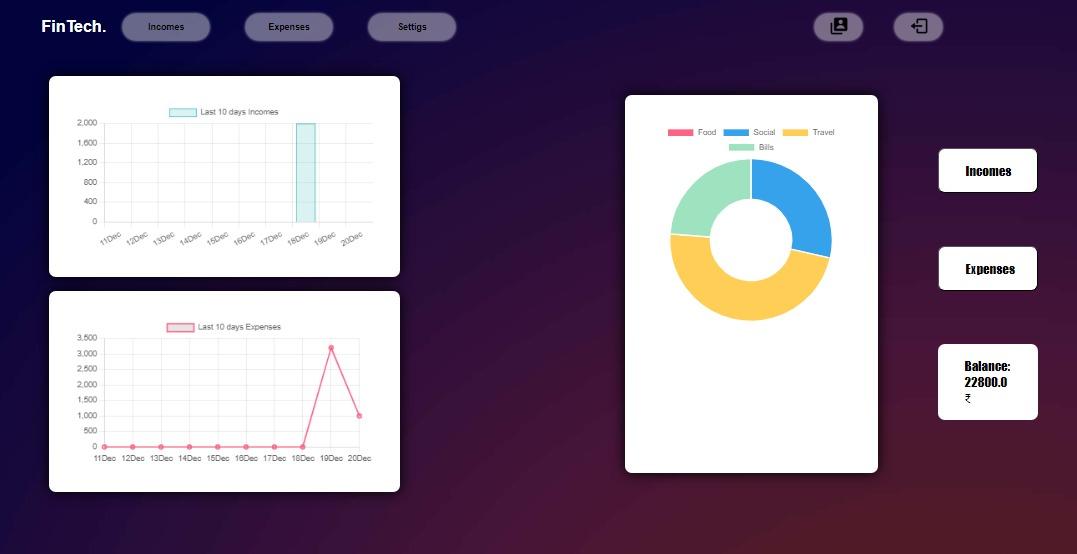 FinTech.
Incomes
Expenses
Settigs
Last 10 days Incomes
2,000
1,600
1,200
800
400
0
11Dec 12Dec 13Dec 14Dec 15Dec 16Dec 17Dec 18Dec 19Dec 20Dec
Last 10 days Expenses
3,500
3,000
2,500
2,000
1,500
1,000
500
0
11Dec 12Dec 13Dec 14Dec 15Dec 16Dec 17Dec 18Dec 19Dec 20Dec
Food Social Travel
Bills
Incomes
Expenses
Balance:
22800.0
₹